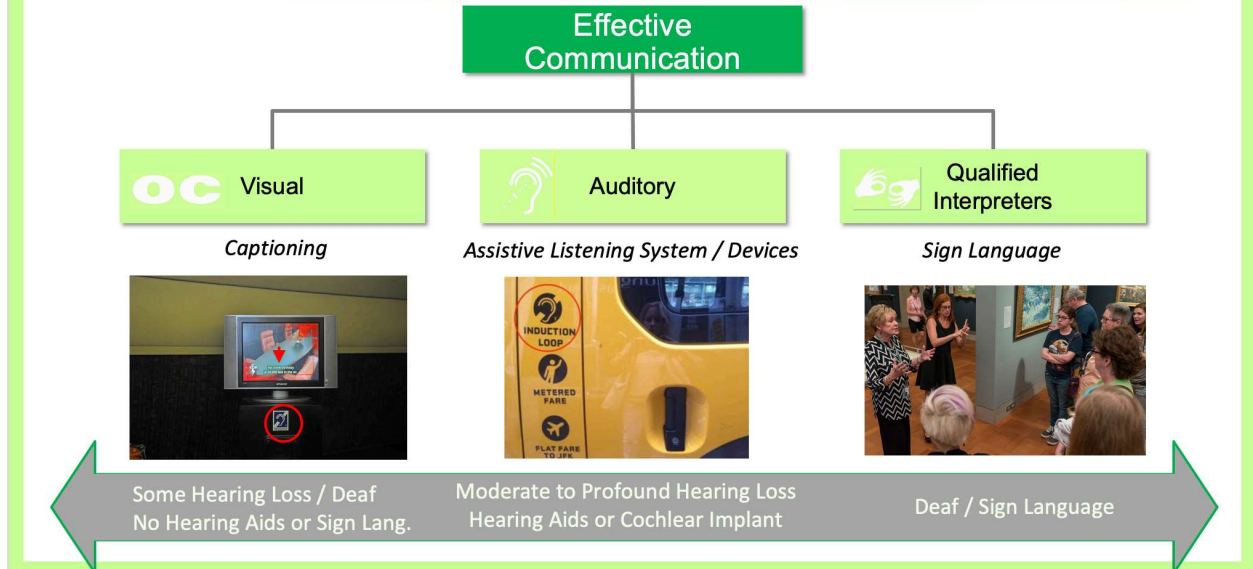 Effective
Communication
OC Visual
Auditory
Qualified
Interpreters
Captioning
Assistive Listening System / Devices
Sign Language
INDUCTION
LOOP
METERED
FARE
FLAT FARE
TO JFK
Some Hearing Loss / Deaf
No Hearing Aids or Sign Lang.
Moderate to Profound Hearing Loss
Hearing Aids or Cochlear Implant
Deaf / Sign Language